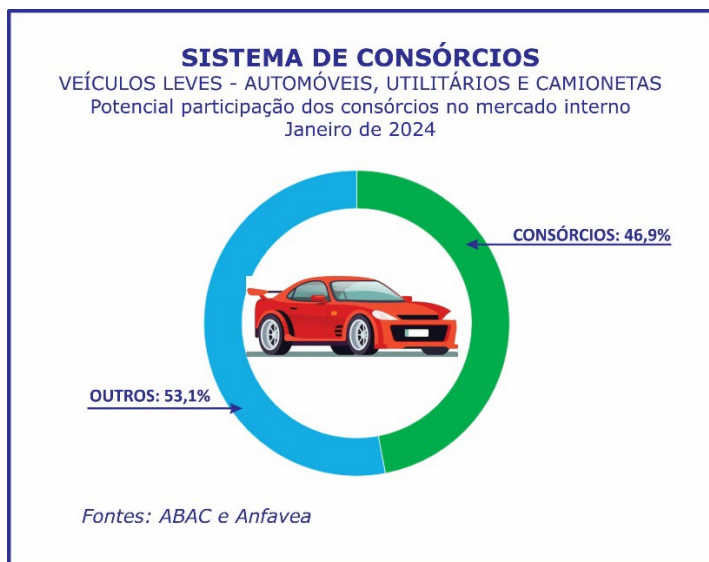 SISTEMA DE CONSÓRCIOS
VEÍCULOS LEVES - AUTOMÓVEIS, UTILITÁRIOS E CAMIONETAS
Potencial participação dos consórcios no mercado interno
Janeiro de 2024
CONSÓRCIOS: 46,9%
OUTROS: 53,1%
Fontes: ABAC e Anfavea